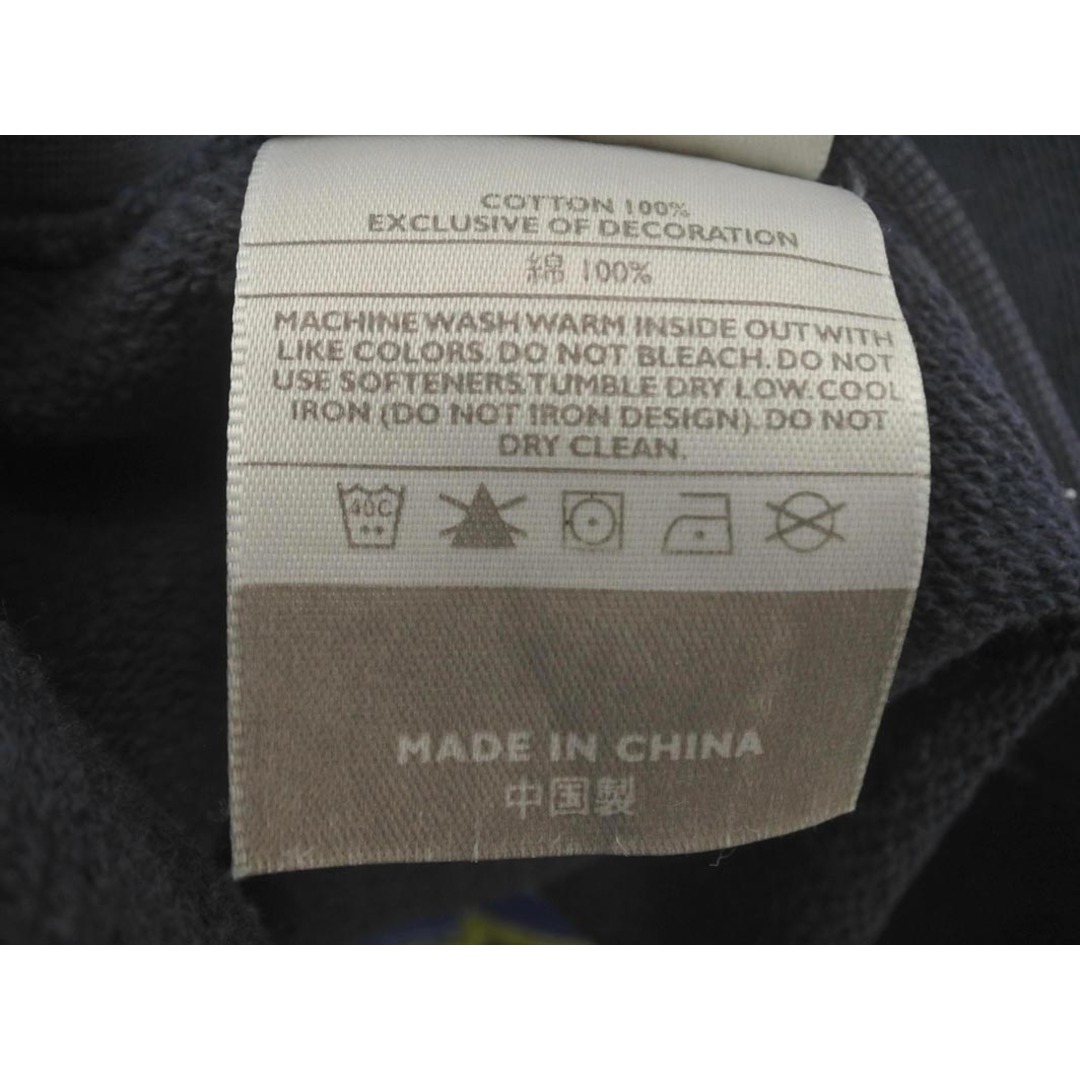 COTTON 100%
EXCLUSIVE OF DECORATION
綿 100%
MACHINE WASH WARM INSIDE OUT WITH
LIKE COLORS. DO NOT BLEACH. DO NOT
USE SOFTENERS. TUMBLE DRY LOW. COOL
IRON (DO NOT IRON DESIGN). DO NOT
DRY CLEAN.
40C
MADE IN CHINA
中国製